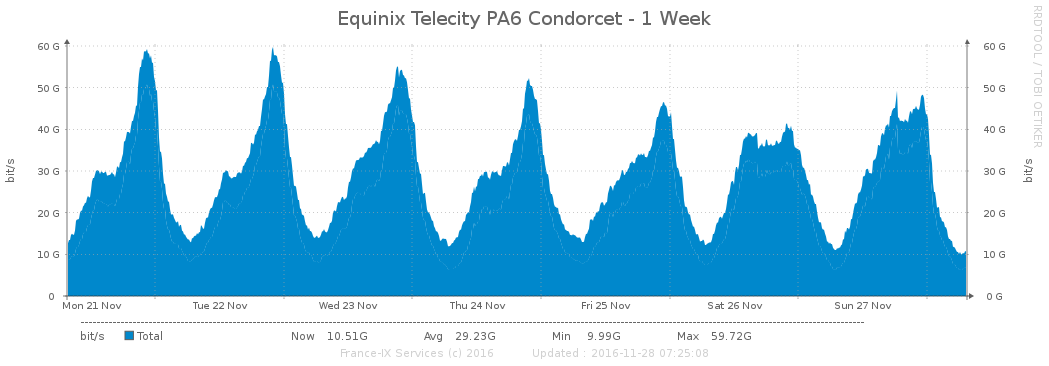 Equinix Telecity PA6 Condorcet - 1 Week
RRDTOOL / TOBI OETIKER
bit/s
60 G 60 G
50 G 50 G
40 G 40 G
30 G 30 G
20 G 20 G
10 G 10 G
0 0 G
bit/s
Mon 21 Nov Tue 22 Nov Wed 23 Nov Thu 24 Nov Fri 25 Nov Sat 26 Nov Sun 27 Nov
bit/s Total Now 10.51G Avg 29.23G Min 9.99G Max 59.72G
France-IX Services (c) 2016 Updated : 2016-11-28 07:25:08